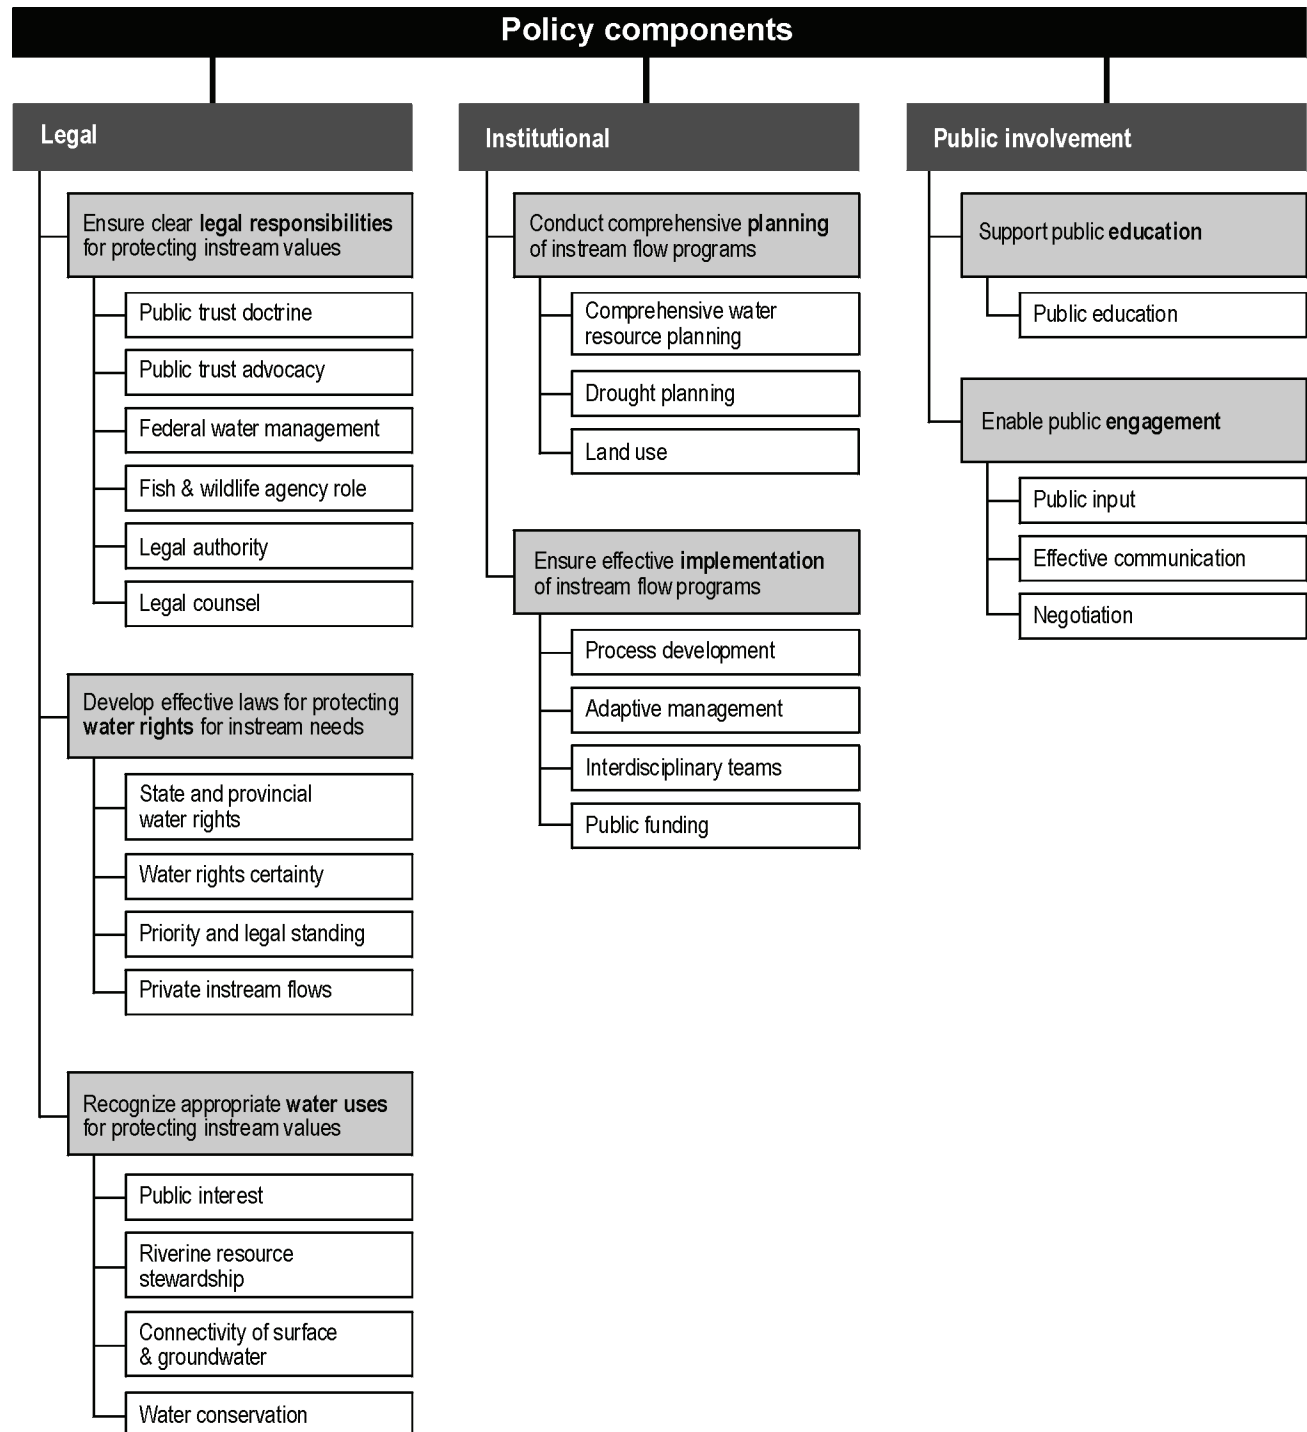 Policy components
Legal
Ensure clear legal responsibilities
for protecting instream values
Public trust doctrine
Public trust advocacy
Federal water management
Fish & wildlife agency role
Legal authority
Legal counsel
Develop effective laws for protecting
water rights for instream needs
State and provincial
water rights
Water rights certainty
Priority and legal standing
Private instream flows
Recognize appropriate water uses
for protecting instream values
Public interest
Riverine resource
stewardship
Connectivity of surface
& groundwater
Water conservation
Institutional
Conduct comprehensive planning
of instream flow programs
Comprehensive water
resource planning
Drought planning
Land use
Ensure effective implementation
of instream flow programs
Process development
Adaptive management
Interdisciplinary teams
Public funding
Public involvement
Support public education
Public education
Enable public engagement
Public input
Effective communication
Negotiation